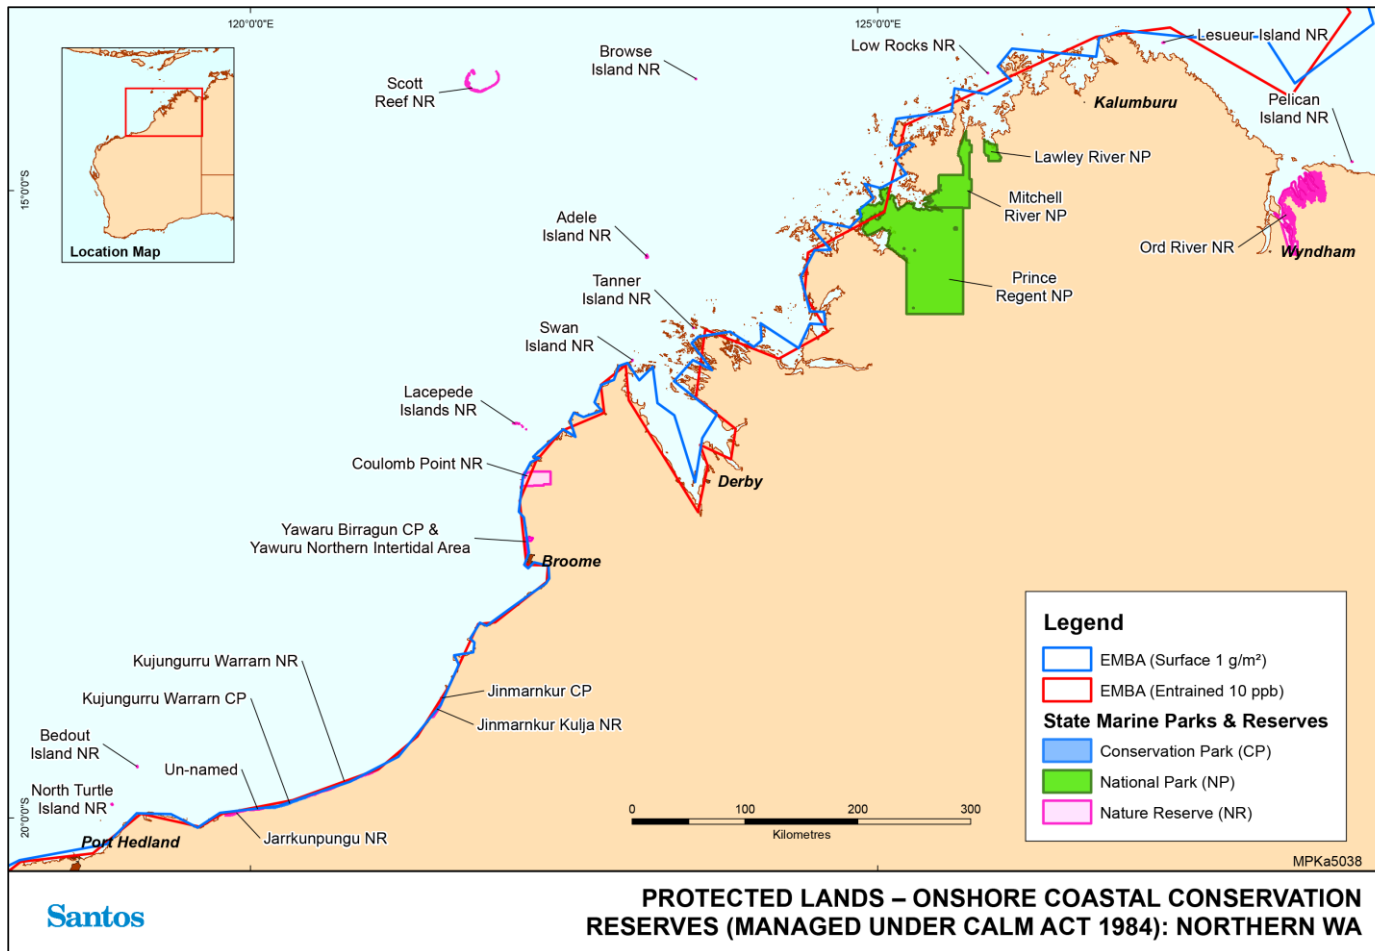 120°0'0"E
125°0'0"E
15°0'0"S
20°0'0"S
Location Map
Scott
Reef NR
Browse
Island NR
Low Rocks NR
Lesueur Island NR
Kalumburu
Pelican
Island NR
Lawley River NP
Mitchell
River NP
Ord River NR
Wyndham
Prince
Regent NP
Adele
Island NR
Tanner
Island NR
Swan
Island NR
Lacepede
Islands NR
Coulomb Point NR
Derby
Yawaru Birragun CP &
Yawuru Northern Intertidal Area
Broome
Kujungurru Warrarn NR
Kujungurru Warrarn CP
Jinmarnkur CP
Jinmarnkur Kulja NR
Bedout
Island NR
Un-named
North Turtle
Island NR
Port Hedland
Jarrkunpungu NR
0 100 200 300
Kilometres
Legend
EMBA (Surface 1 g/m²)
EMBA (Entrained 10 ppb)
State Marine Parks & Reserves
Conservation Park (CP)
National Park (NP)
Nature Reserve (NR)
MPKa5038
Santos
PROTECTED LANDS – ONSHORE COASTAL CONSERVATION
RESERVES (MANAGED UNDER CALM ACT 1984): NORTHERN WA